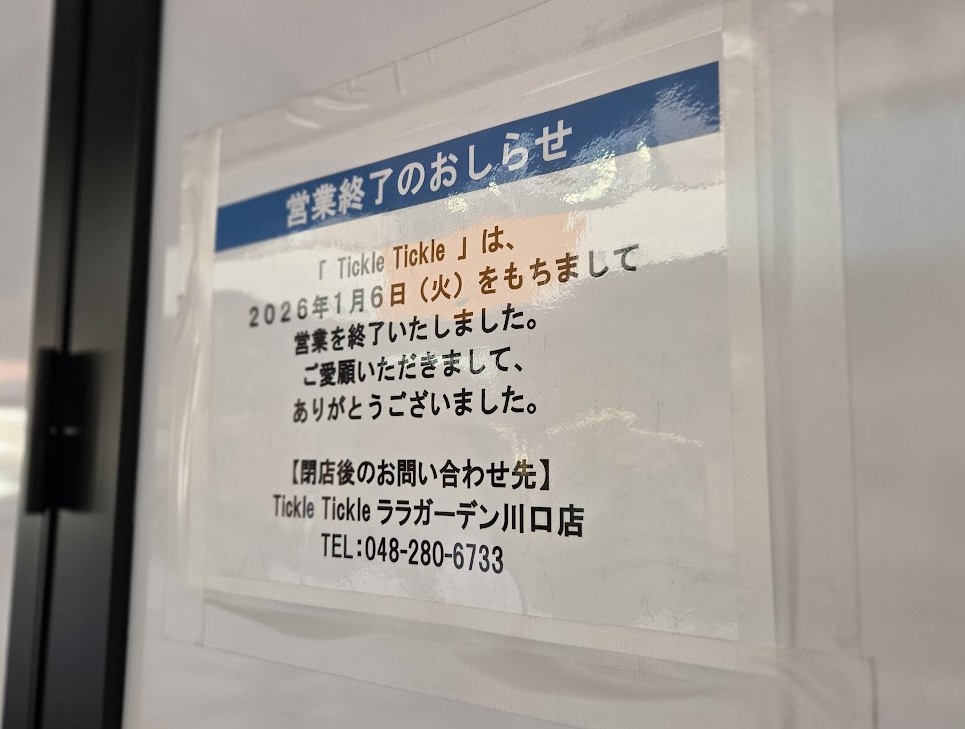 営業終了のおしらせ
「 Tickle Tickle 」は、
２０２６年１月６日（火）をもちまして
営業を終了いたしました。
ご愛願いただきまして、
ありがとうございました。
【閉店後のお問い合わせ先】
Tickle Tickle ララガーデン川口店
TEL：048-280-6733